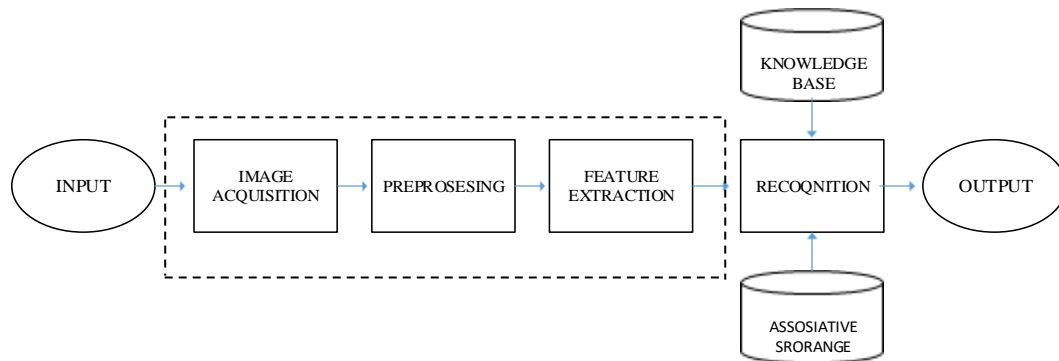 KNOWLEDGE
BASE
INPUT
IMAGE
ACQUISITION
PREPROSESING
FEATURE
EXTRACTION
RECOQNITION
OUTPUT
ASSOSIATIVE
SRORANGE